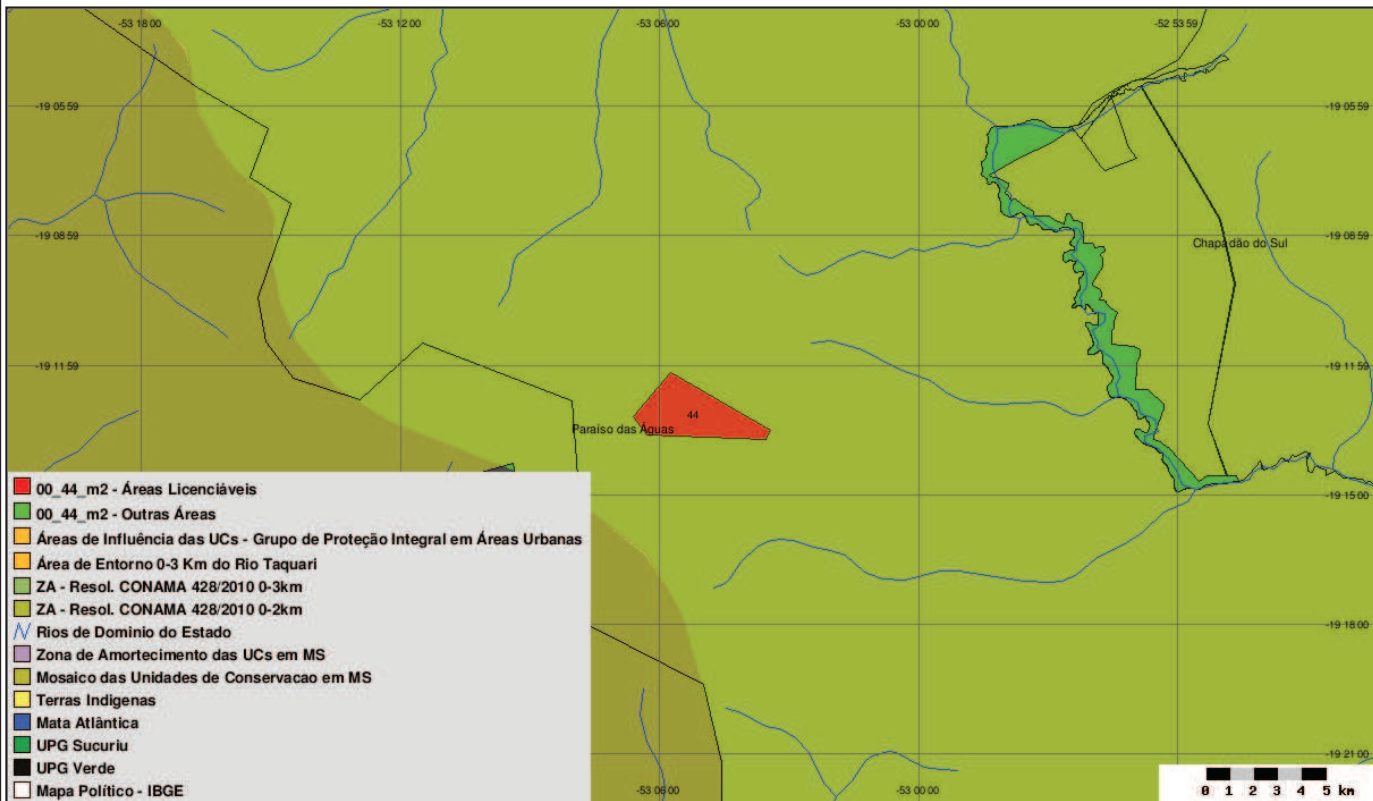 -53 18 00 -53 12 00 -53 06 00 -53 00 00 -52 53 59
-19 05 59 -19 05 59
-19 08 59 Chapadão do Sul -19 08 59
-19 11 59 -19 11 59
44
Paraíso das Águas
00_44_m2 - Áreas Licenciáveis
-19 15 00
00_44_m2 - Outras Áreas
Áreas de Influência das UCs - Grupo de Proteção Integral em Áreas Urbanas
Área de Entorno 0-3 Km do Rio Taquari
ZA - Resol. CONAMA 428/2010 0-3km
ZA - Resol. CONAMA 428/2010 0-2km
-19 18 00
Rios de Dominio do Estado
Zona de Amortecimento das UCs em MS
Mosaico das Unidades de Conservacao em MS
Terras Indigenas
Mata Atlântica
UPG Sucuriu
-19 21 00
UPG Verde
Mapa Político - IBGE
-53 06 00 -53 00 00
0 1 2 3 4 5 km